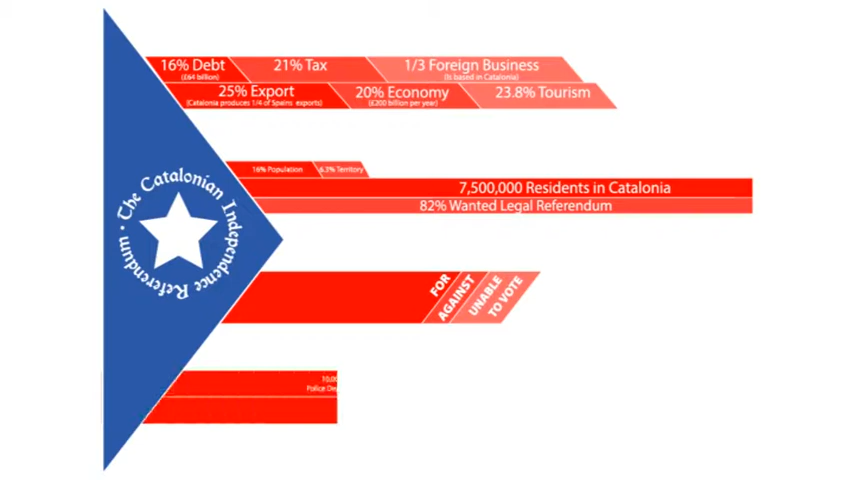 16% Debt
(£64 billion)
21% Tax
1/3 Foreign Business
(Is based in Catalonia)
25% Export
(Catalonia produces 1/4 of Spains exports)
20% Economy
(£200 billion per year)
23.8% Tourism
16% Population
6.3% Territory
7,500,000 Residents in Catalonia
82% Wanted Legal Referendum
The Catalonian Independence Referendum •
FOR
AGAINST
UNABLE
TO VOTE
Police